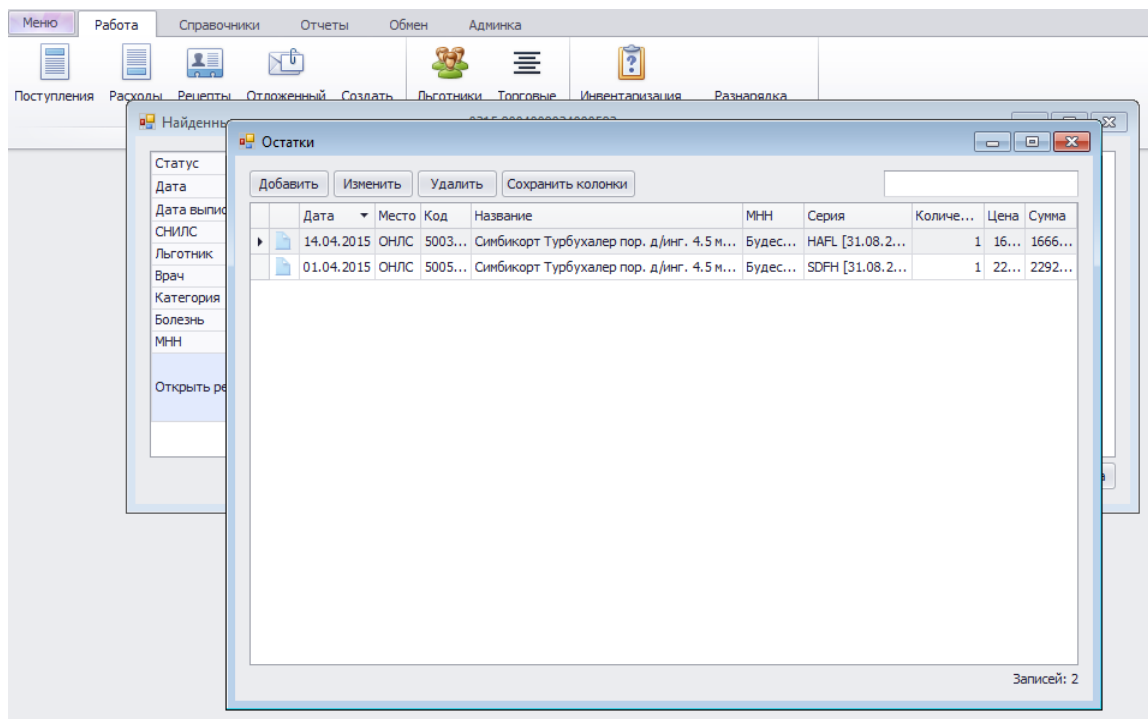 Меню Работа Справочники Отчеты Обмен Админка
Поступления Расходы Рецепты Отложенный Создать Льготники Торговые Инвентаризация Разнарядка
Найденны
Остатки
Статус
Дата
Дата выпис
СНИЛС
Льготник
Врач
Категория
Болезнь
МНН
Открыть ре
Добавить Изменить Удалить Сохранить колонки
Дата Место Код Название МНН Серия Количе... Цена Сумма
14.04.2015 ОНЛС 5003... Симбикорт Турбухалер пор. д/инг. 4.5 м... Будес... HAFL [31.08.2... 1 16... 1666...
01.04.2015 ОНЛС 5005... Симбикорт Турбухалер пор. д/инг. 4.5 м... Будес... SDFH [31.08.2... 1 22... 2292...
Записей: 2